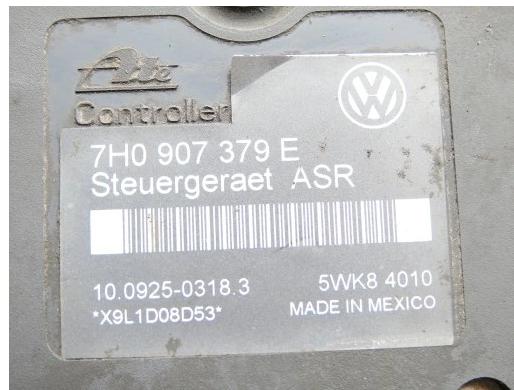 Ate
Controller
7H0 907 379 E
Steuergeraet ASR
10.0925-0318.3 5WK8 4010
*X9L1D08D53* MADE IN MEXICO